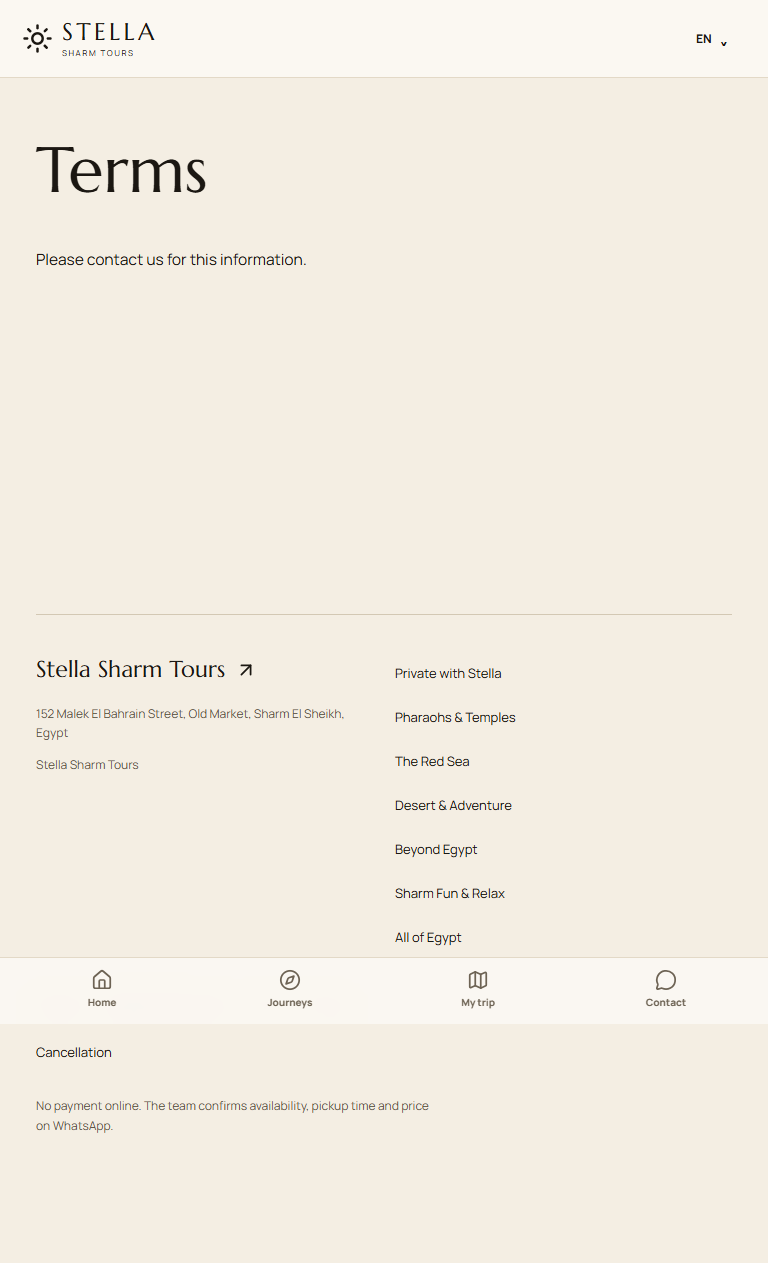 STELLA
SHARM TOURS
EN
Terms
Please contact us for this information.
Stella Sharm Tours
152 Malek El Bahrain Street, Old Market, Sharm El Sheikh,
Egypt
Stella Sharm Tours
Private with Stella
Pharaohs & Temples
The Red Sea
Desert & Adventure
Beyond Egypt
Sharm Fun & Relax
All of Egypt
Home
Journeys
My trip
Contact
Cancellation
No payment online. The team confirms availability, pickup time and price
on WhatsApp.